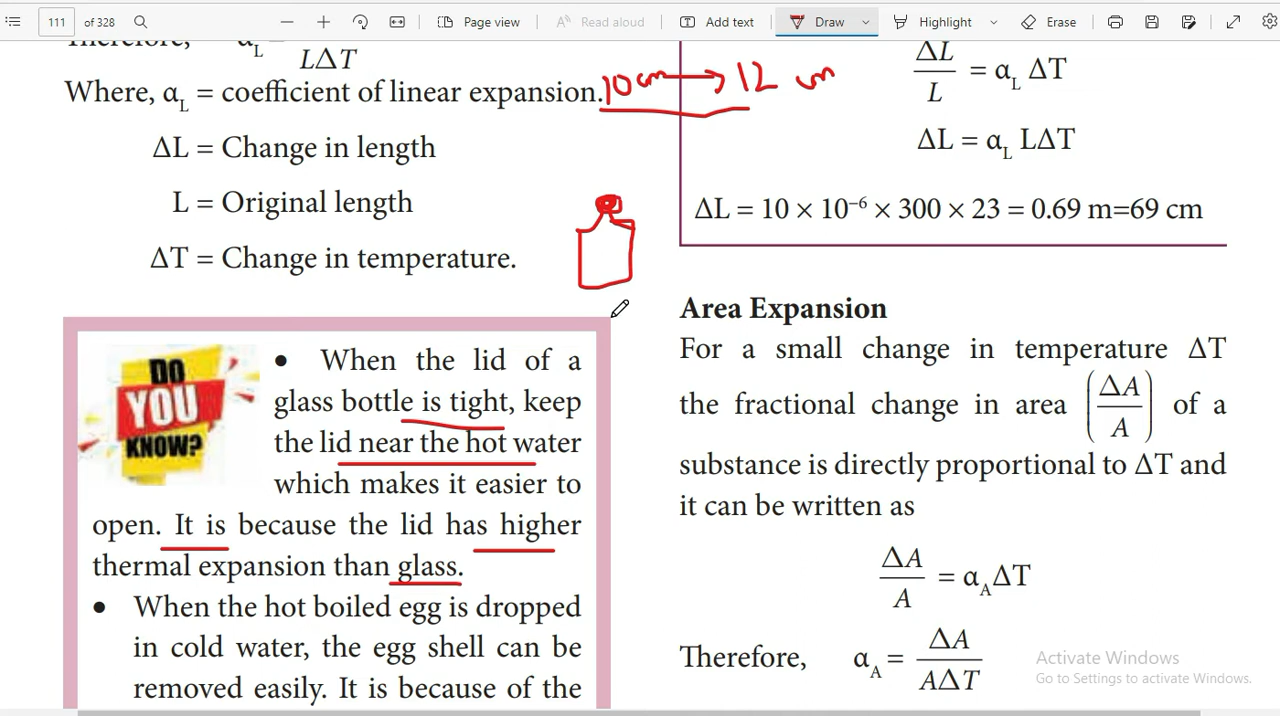 111 of 328 Page view Read aloud Add text Draw Highlight Erase
Therefore, αL =
LΔT
Where, αL = coefficient of linear expansion.
10 cm → 12 cm
ΔL = Change in length
L = Original length
ΔT = Change in temperature.
DO
YOU
KNOW?
• When the lid of a
glass bottle is tight, keep
the lid near the hot water
which makes it easier to
open. It is because the lid has higher
thermal expansion than glass.
• When the hot boiled egg is dropped
in cold water, the egg shell can be
removed easily. It is because of the
ΔL/L = αL ΔT
ΔL = αL LΔT
ΔL = 10 × 10⁻⁶ × 300 × 23 = 0.69 m=69 cm
Area Expansion
For a small change in temperature ΔT
the fractional change in area (ΔA/A) of a
substance is directly proportional to ΔT and
it can be written as
ΔA/A = αAΔT
Therefore, αA = ΔA/AΔT
Activate Windows
Go to Settings to activate Windows.